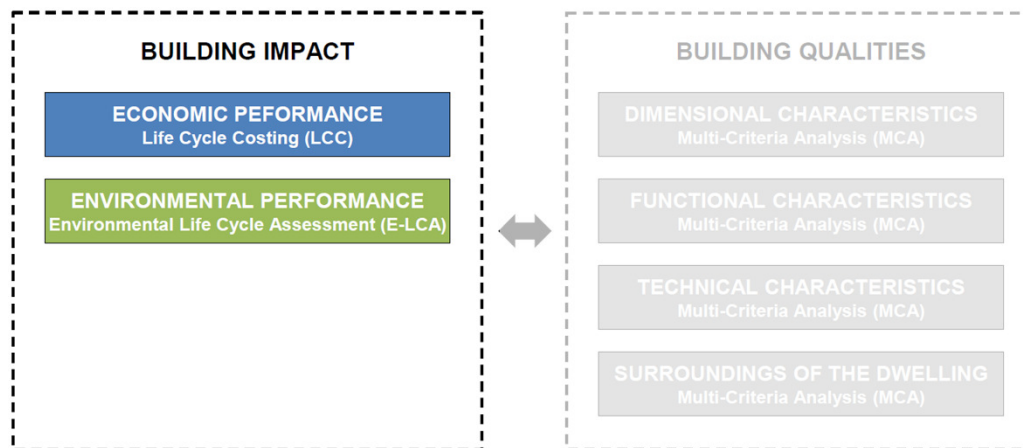 BUILDING IMPACT
ECONOMIC PEFORMANCE
Life Cycle Costing (LCC)
ENVIRONMENTAL PERFORMANCE
Environmental Life Cycle Assessment (E-LCA)
BUILDING QUALITIES
DIMENSIONAL CHARACTERISTICS
Multi-Criteria Analysis (MCA)
FUNCTIONAL CHARACTERISTICS
Multi-Criteria Analysis (MCA)
TECHNICAL CHARACTERISTICS
Multi-Criteria Analysis (MCA)
SURROUNDINGS OF THE DWELLING
Multi-Criteria Analysis (MCA)